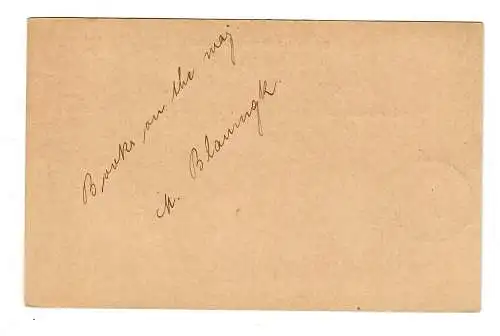 Books on the way
M.